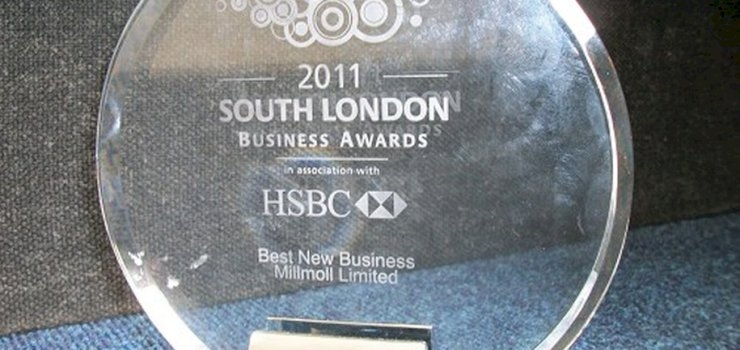 2011
SOUTH LONDON
BUSINESS AWARDS
in association with
HSBC
Best New Business
Millmoll Limited